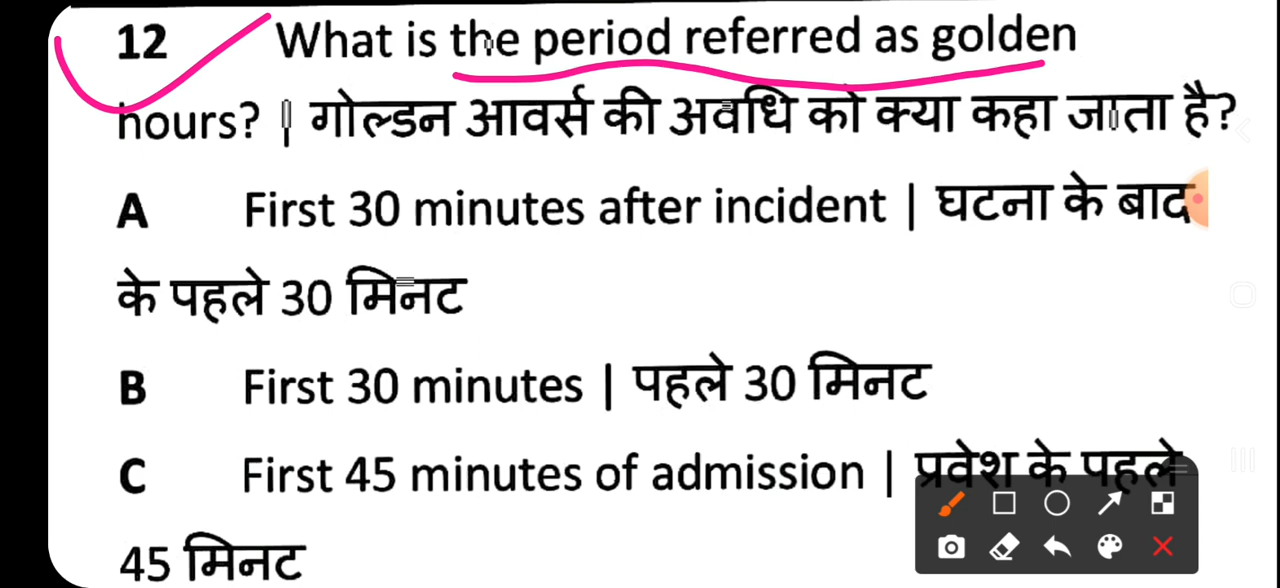 12 What is the period referred as golden
hours? | गोल्डन आवर्स की अवधि को क्या कहा जाता है?
A First 30 minutes after incident | घटना के बाद
के पहले 30 मिनट
B First 30 minutes | पहले 30 मिनट
C First 45 minutes of admission | प्रवेश के पहले
45 मिनट